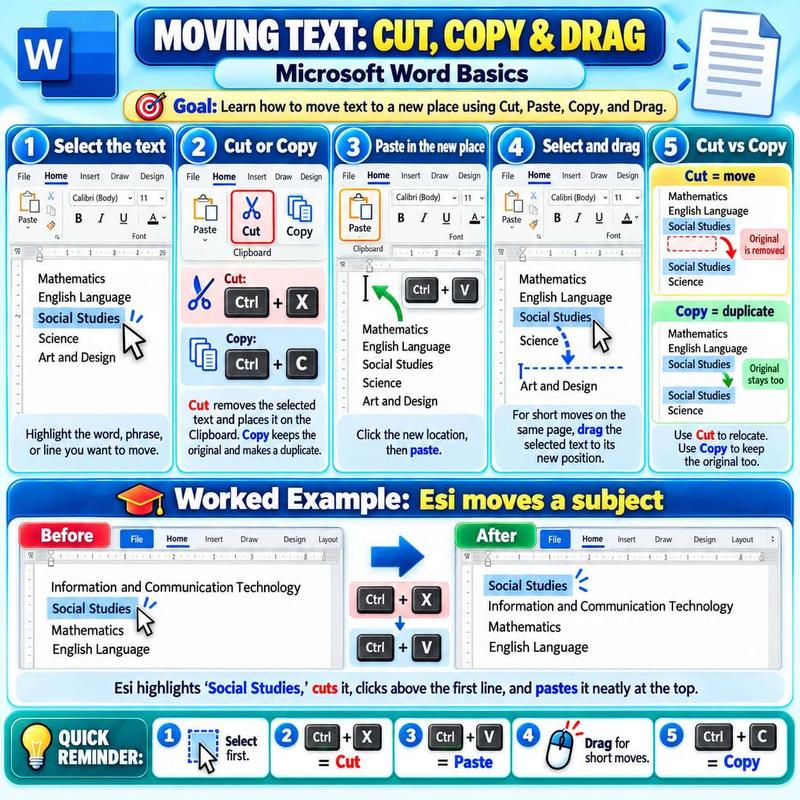 W
MOVING TEXT: CUT, COPY & DRAG
Microsoft Word Basics
Goal: Learn how to move text to a new place using Cut, Paste, Copy, and Drag.
1 Select the text
File Home Insert Draw Design
Paste
Calibri (Body) 11
B I U A
Font
Mathematics
English Language
Social Studies
Science
Art and Design
Highlight the word, phrase,
or line you want to move.
2 Cut or Copy
File Home Insert Draw Design
Paste Cut Copy
Clipboard
Cut:
Ctrl + X
Copy:
Ctrl + C
Cut removes the selected
text and places it on the
Clipboard. Copy keeps the
original and makes a duplicate.
3 Paste in the new place
File Home Insert Draw Design
Paste
Calibri (Body) 11
B I U A
Clipboard Font
Ctrl + V
Mathematics
English Language
Social Studies
Science
Art and Design
Click the new location,
then paste.
4 Select and drag
File Home Insert Draw Design
Paste
Calibri (Body) 11
B I U A
Font
Mathematics
English Language
Social Studies
Science
Art and Design
For short moves on the
same page, drag the
selected text to its
new position.
5 Cut vs Copy
Cut = move
Mathematics
English Language
Social Studies
Original
is removed
Social Studies
Science
Copy = duplicate
Mathematics
English Language
Social Studies
Original
stays too
Social Studies
Science
Use Cut to relocate.
Use Copy to keep
the original too.
Worked Example: Esi moves a subject
Before
File Home Insert Draw Design Layout
Information and Communication Technology
Social Studies
Mathematics
English Language
Ctrl + X
Ctrl + V
After
File Home Insert Draw Design Layout
Social Studies
Information and Communication Technology
Mathematics
English Language
Esi highlights ‘Social Studies,’ cuts it, clicks above the first line, and pastes it neatly at the top.
QUICK
REMINDER:
1 Select
first.
2 Ctrl + X
= Cut
3 Ctrl + V
= Paste
4 Drag for
short moves.
5 Ctrl + C
= Copy